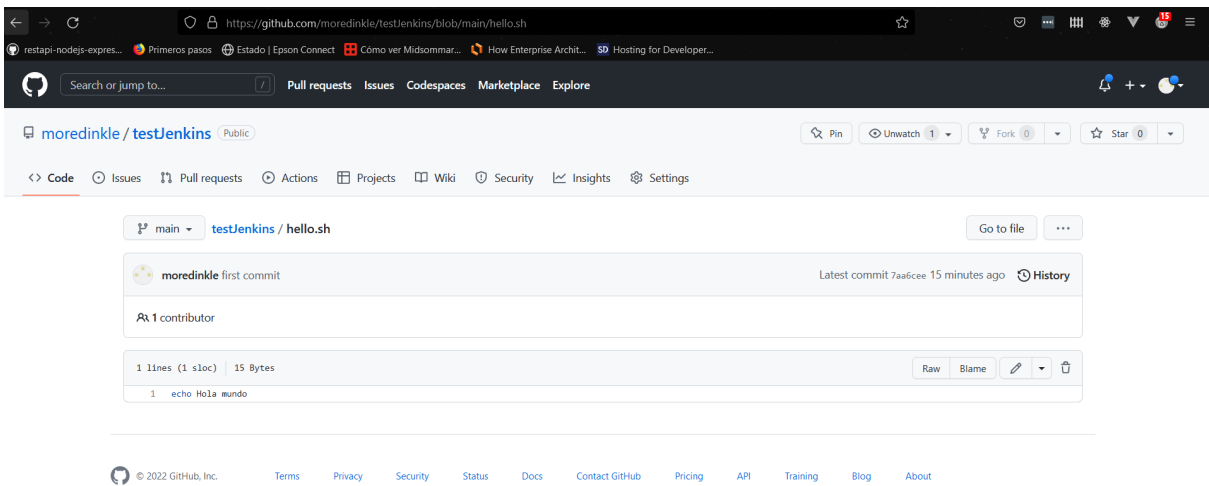 https://github.com/moredinkle/testJenkins/blob/main/hello.sh
15
restapi-nodejs-expres... Primeros pasos Estado | Epson Connect Cómo ver Midsommar... How Enterprise Archit... SD Hosting for Developer...
Search or jump to... / Pull requests Issues Codespaces Marketplace Explore
moredinkle / testJenkins Public Pin Unwatch 1 Fork 0 Star 0
<> Code Issues Pull requests Actions Projects Wiki Security Insights Settings
main testJenkins / hello.sh Go to file ...
moredinkle first commit Latest commit 7aa6cee 15 minutes ago History
1 contributor
1 lines (1 sloc) 15 Bytes Raw Blame
1 echo Hola mundo
© 2022 GitHub, Inc. Terms Privacy Security Status Docs Contact GitHub Pricing API Training Blog About